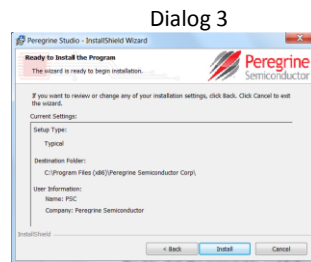 Dialog 3
Peregrine Studio - InstallShield Wizard
Ready to Install the Program
The wizard is ready to begin installation.
Peregrine
Semiconductor
If you want to review or change any of your installation settings, click Back. Click Cancel to exit
the wizard.
Current Settings:
Setup Type:
Typical
Destination Folder:
C:\Program Files (x86)\Peregrine Semiconductor Corp\
User Information:
Name: PSC
Company: Peregrine Semiconductor
InstallShield
< Back Install Cancel